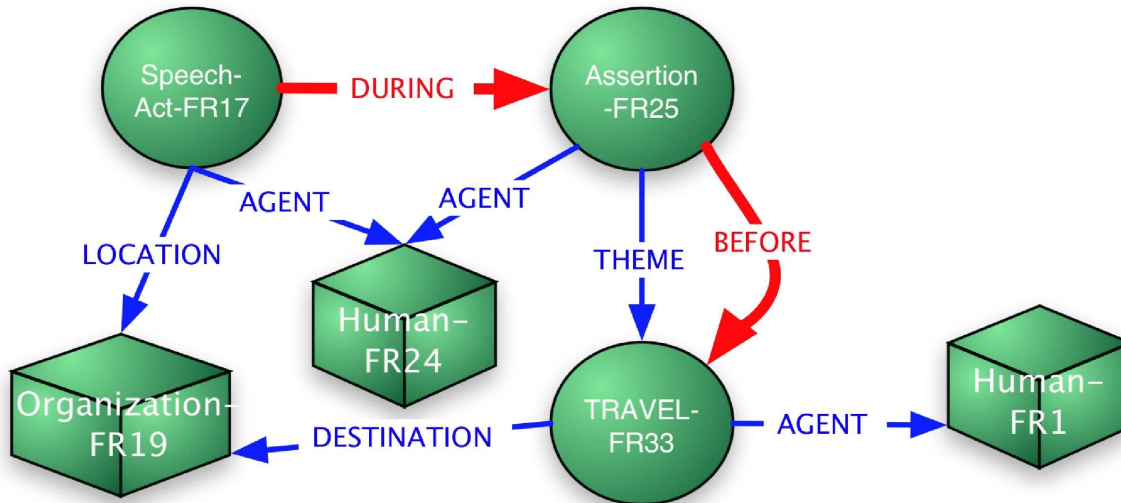 Speech-
Act-FR17
DURING
Assertion
-FR25
AGENT
AGENT
LOCATION
THEME
BEFORE
Human-
FR24
Organization-
FR19
DESTINATION
TRAVEL-
FR33
AGENT
Human-
FR1